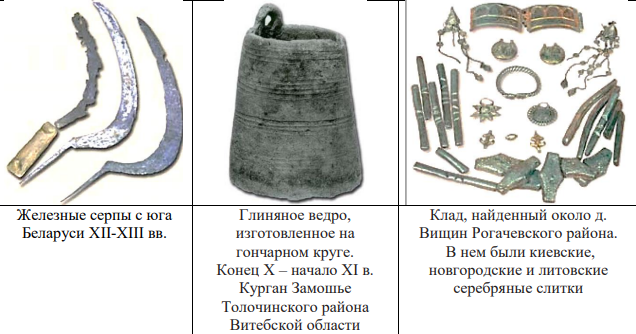 Железные серпы с юга
Беларуси XII-XIII вв.
Глиняное ведро,
изготовленное на
гончарном круге.
Конец X – начало XI в.
Курган Замошье
Толочинского района
Витебской области
Клад, найденный около д.
Вищин Рогачевского района.
В нем были киевские,
новгородские и литовские
серебряные слитки